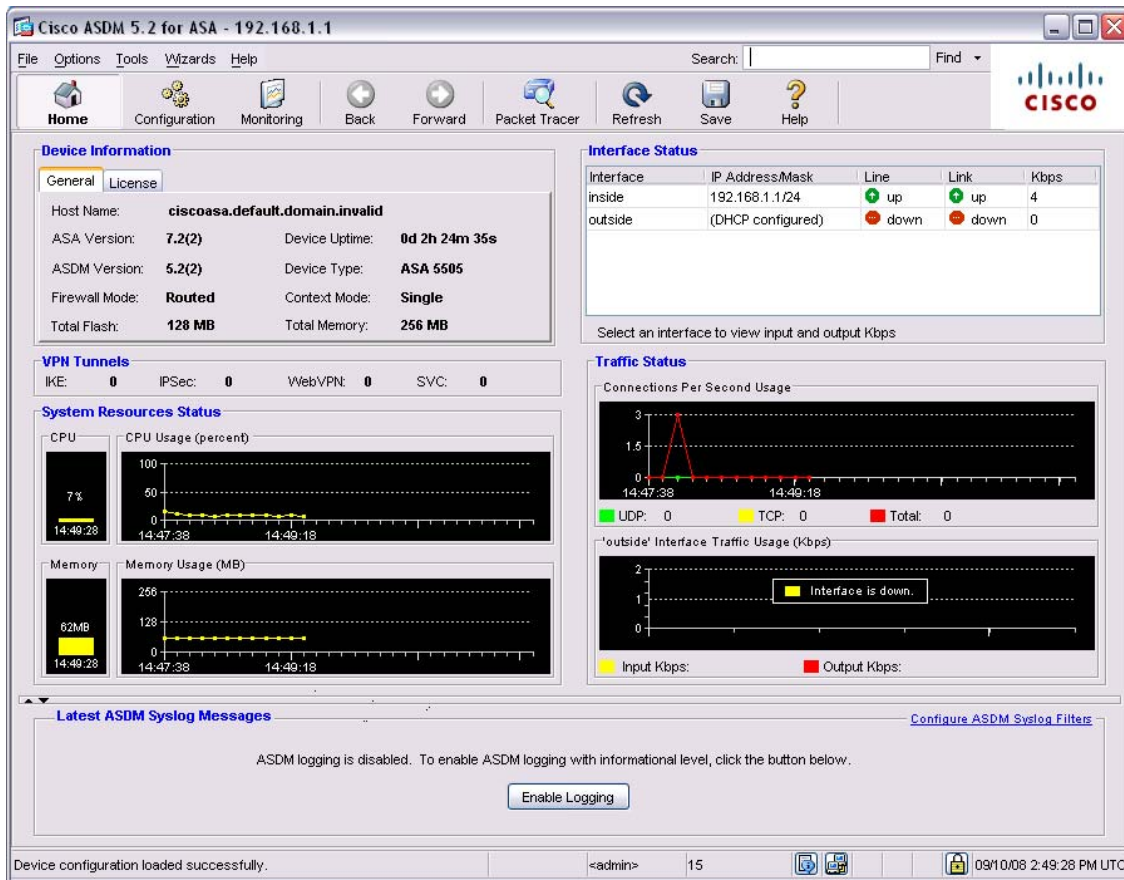 Cisco ASDM 5.2 for ASA - 192.168.1.1
File Options Tools Wizards Help
Search:
Find
CISCO
Home Configuration Monitoring Back Forward Packet Tracer Refresh Save Help
Device Information
General License
Host Name: ciscoasa.default.domain.invalid
ASA Version: 7.2(2) Device Uptime: 0d 2h 24m 35s
ASDM Version: 5.2(2) Device Type: ASA 5505
Firewall Mode: Routed Context Mode: Single
Total Flash: 128 MB Total Memory: 256 MB
Interface Status
Interface IP Address/Mask Line Link Kbps
inside 192.168.1.1/24 up up 4
outside (DHCP configured) down down 0
Select an interface to view input and output Kbps
VPN Tunnels
IKE: 0 IPSec: 0 WebVPN: 0 SVC: 0
System Resources Status
CPU
7%
14:49:28
CPU Usage (percent)
100
50
0
14:47:38 14:49:18
Memory
62MB
14:49:28
Memory Usage (MB)
256
128
0
14:47:38 14:49:18
Traffic Status
Connections Per Second Usage
3
1.5
0
14:47:38 14:49:18
UDP: 0 TCP: 0 Total: 0
'outside' Interface Traffic Usage (Kbps)
2
1
0
Interface is down.
Input Kbps: Output Kbps:
Latest ASDM Syslog Messages
Configure ASDM Syslog Filters
ASDM logging is disabled. To enable ASDM logging with informational level, click the button below.
Enable Logging
Device configuration loaded successfully. <admin> 15 09/10/08 2:49:28 PM UTC